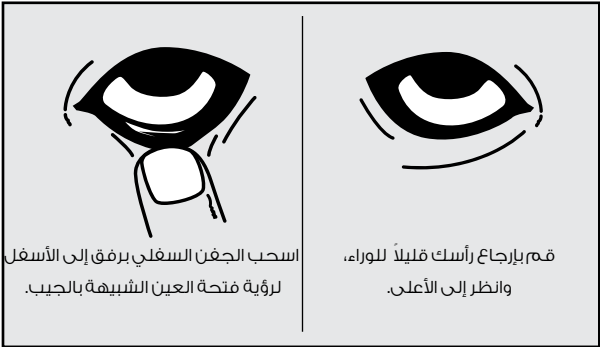 قم بإرجاع رأسك قليلاً للوراء،
وانظر إلى الأعلى.
اسحب الجفن السفلي برفق إلى الأسفل
لرؤية فتحة العين الشبيهة بالجيب.